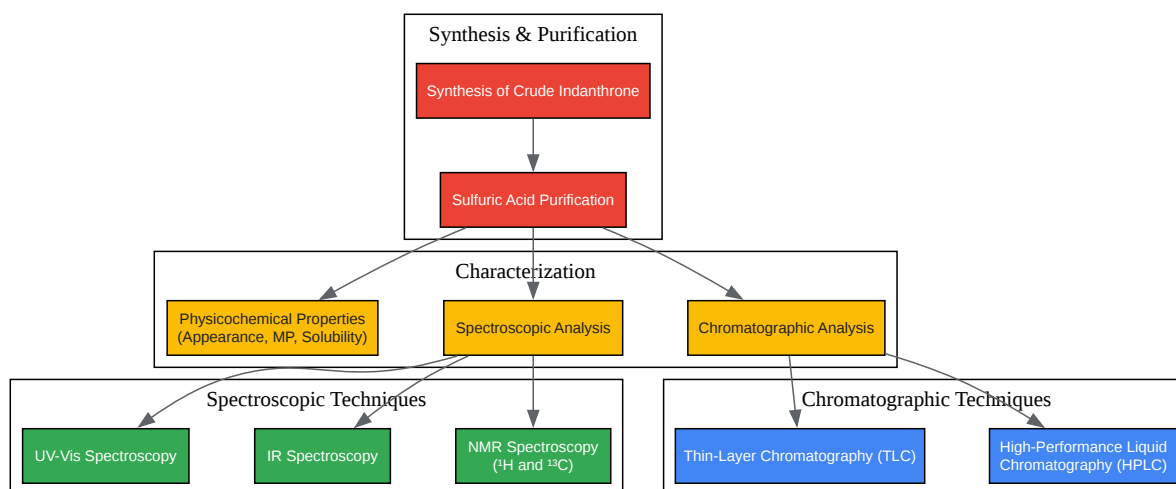 Synthesis & Purification
Synthesis of Crude Indanthrone
Sulfuric Acid Purification
Characterization
Physicochemical Properties
(Appearance, MP, Solubility)
Spectroscopic Analysis
Chromatographic Analysis
Spectroscopic Techniques
Chromatographic Techniques
UV-Vis Spectroscopy
IR Spectroscopy
NMR Spectroscopy
(¹H and ¹³C)
Thin-Layer Chromatography (TLC)
High-Performance Liquid
Chromatography (HPLC)